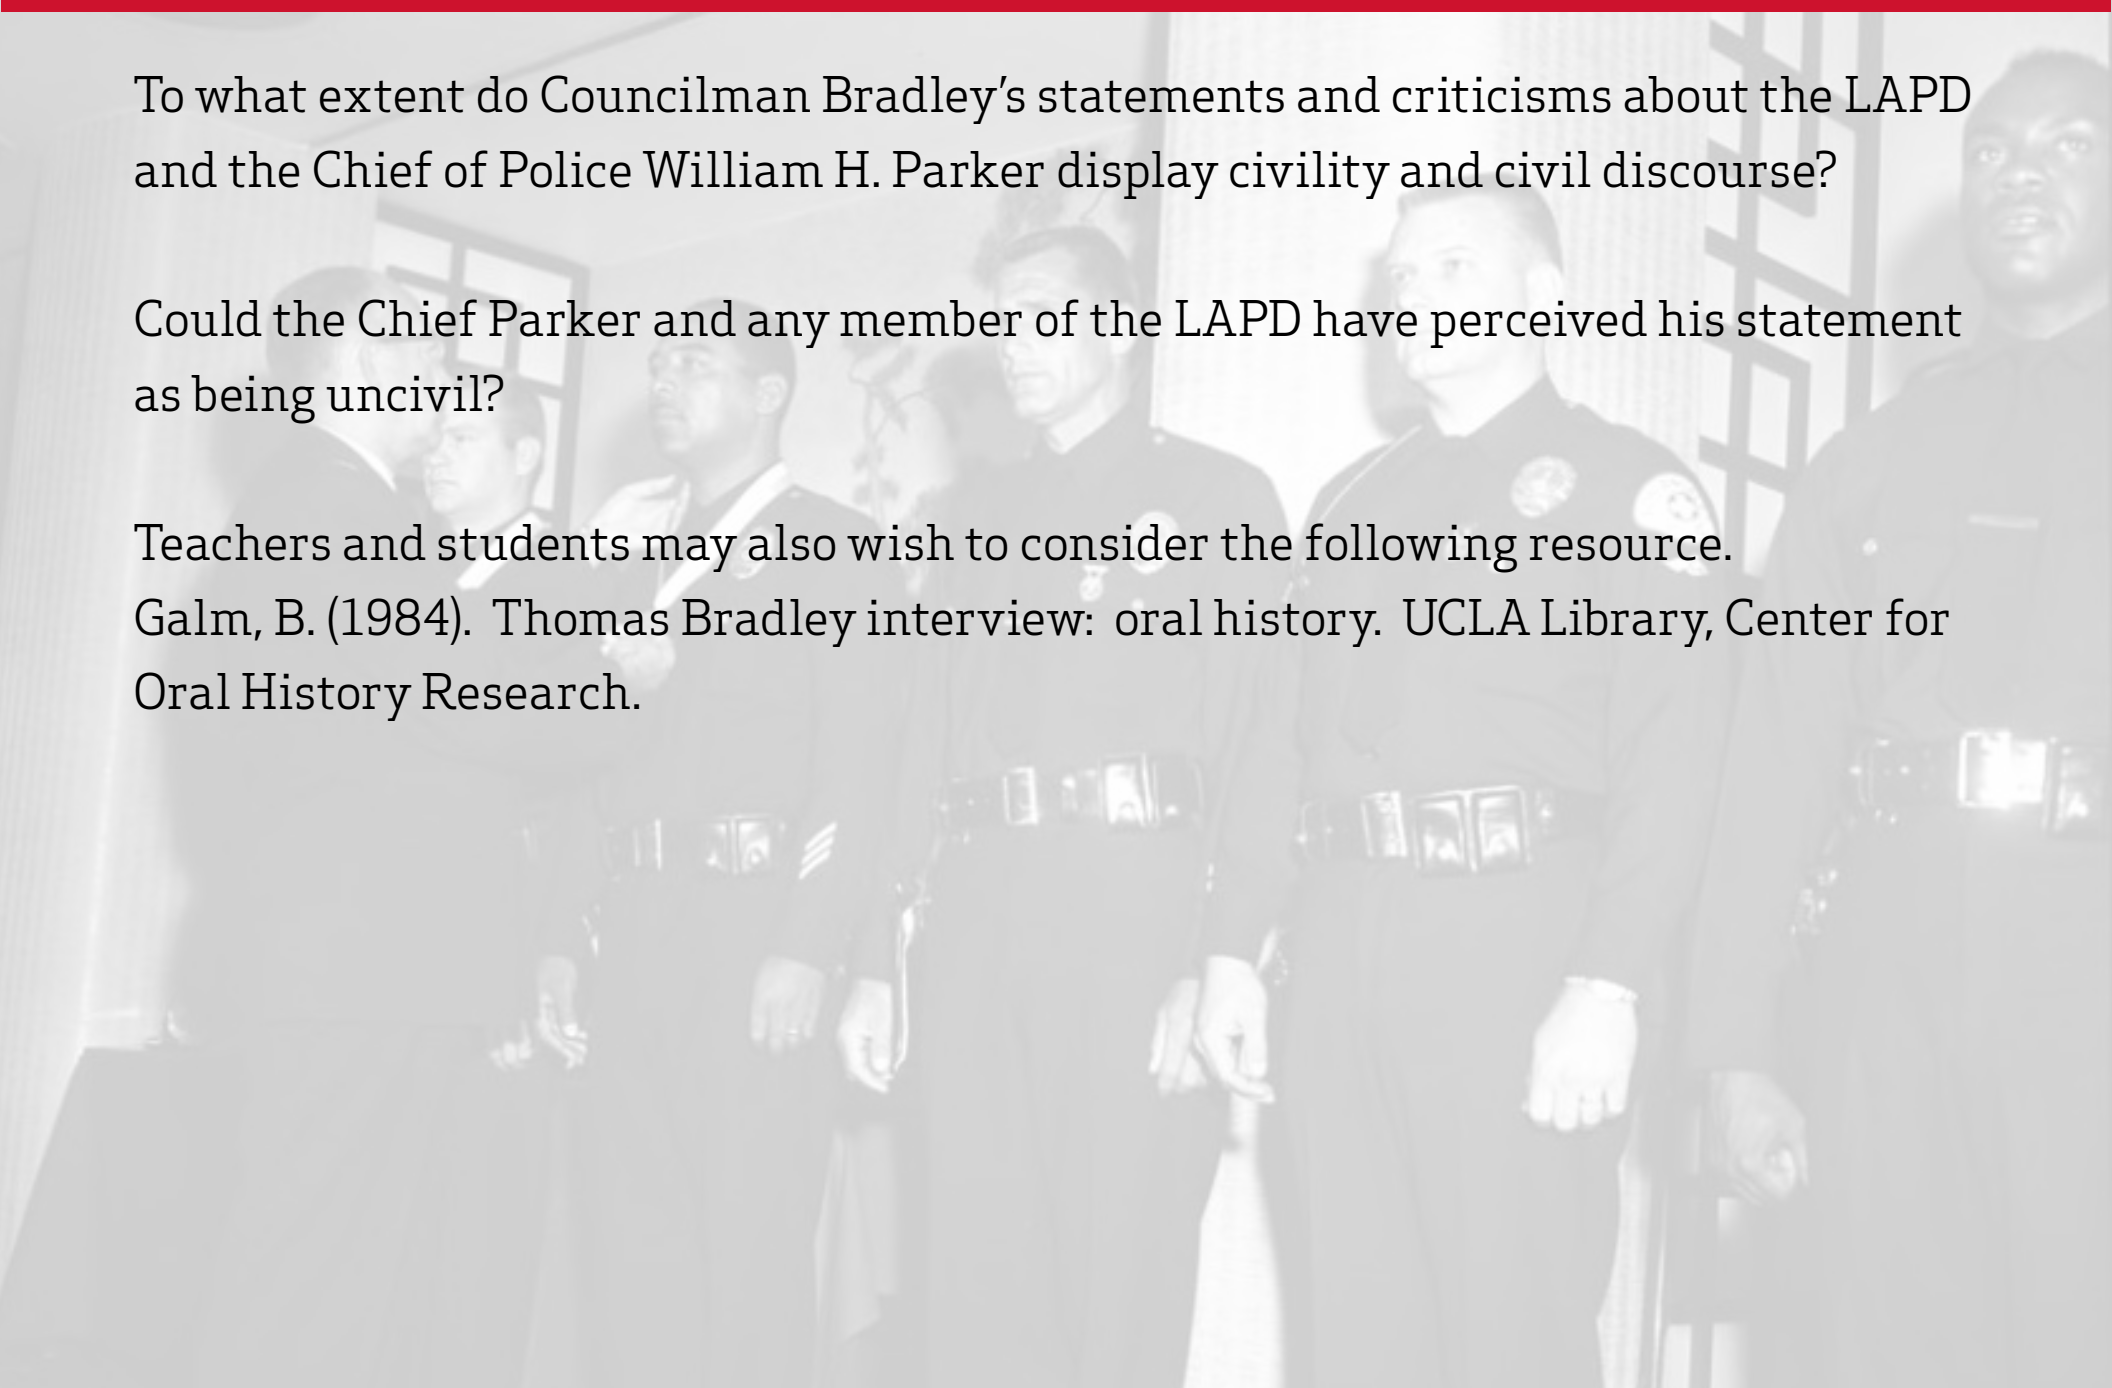 To what extent do Councilman Bradley’s statements and criticisms about the LAPD
and the Chief of Police William H. Parker display civility and civil discourse?
Could the Chief Parker and any member of the LAPD have perceived his statement
as being uncivil?
Teachers and students may also wish to consider the following resource.
Galm, B. (1984).  Thomas Bradley interview:  oral history.  UCLA Library, Center for
Oral History Research.